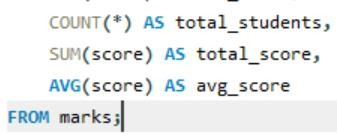 COUNT(*) AS total_students,
SUM(score) AS total_score,
AVG(score) AS avg_score
FROM marks;